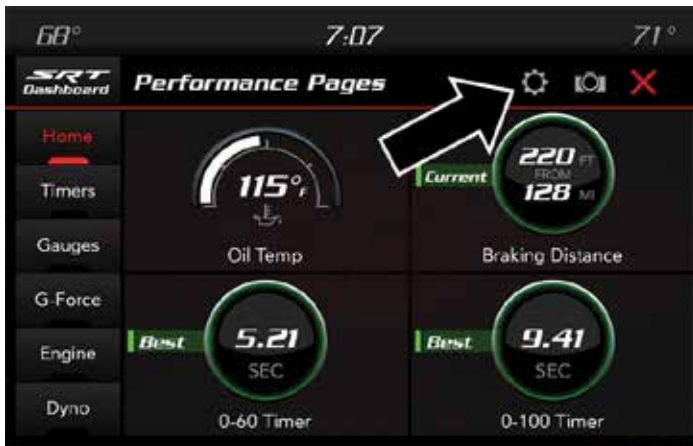 68° 7:07 71°
SRT
Dashboard
Performance Pages
Home
Timers
Gauges
G-Force
Engine
Dyno
115°F
Oil Temp
Current
220 FT
FROM
128 MI
Braking Distance
Best
5.21
SEC
0-60 Timer
Best
9.41
SEC
0-100 Timer